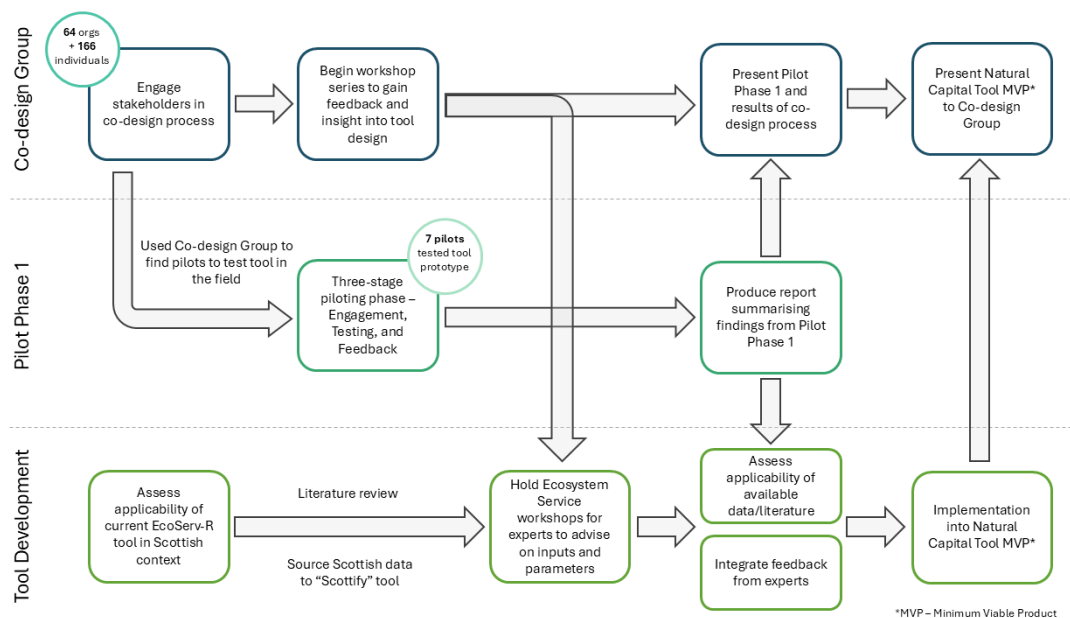 Co-design Group
64 orgs
+ 166
individuals
Engage
stakeholders in
co-design process
Begin workshop
series to gain
feedback and
insight into tool
design
Present Pilot
Phase 1 and
results of co-
design process
Present Natural
Capital Tool MVP*
to Co-design
Group
Pilot Phase 1
Used Co-design Group to
find pilots to test tool in
the field
7 pilots
tested tool
prototype
Three-stage
piloting phase –
Engagement,
Testing, and
Feedback
Produce report
summarising
findings from Pilot
Phase 1
Tool Development
Assess
applicability of
current EcoServ-R
tool in Scottish
context
Literature review
Source Scottish data
to “Scottify” tool
Hold Ecosystem
Service
workshops for
experts to advise
on inputs and
parameters
Assess
applicability of
available
data/literature
Integrate feedback
from experts
Implementation
into Natural
Capital Tool MVP*
*MVP – Minimum Viable Product